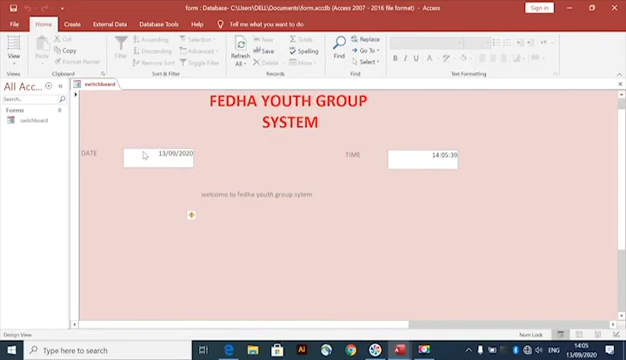 form : Database- C:\Users\DELL\Documents\form.accdb (Access 2007 - 2016 file format) - Access
Sign in
File Home Create External Data Database Tools Tell me what you want to do
View
Paste
Cut
Copy
Format Painter
Filter
Ascending
Descending
Remove Sort
Selection
Advanced
Toggle Filter
Refresh All
New
Save
Delete
Totals
Spelling
More
Find
Replace
Go To
Select
B I U
Views Clipboard Sort & Filter Records Find Text Formatting
All Acc...
Search...
Forms
switchboard
switchboard
FEDHA YOUTH GROUP
SYSTEM
DATE 13/09/2020 TIME 14:05:39
welcome to fedha youth group sytem
Design View
Num Lock
Type here to search
ENG
14:05
13/09/2020